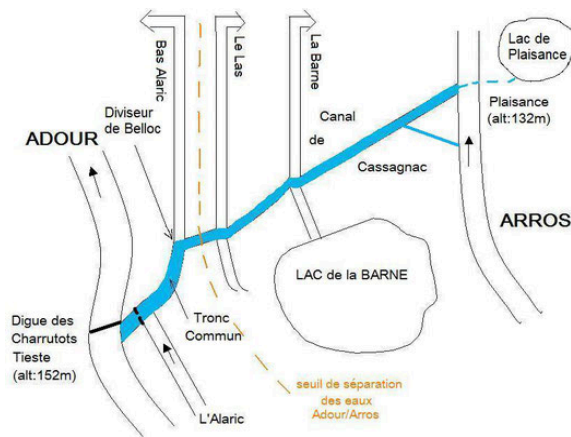 Bas Alaric
Le Las
La Barne
Lac de
Plaisance
Plaisance
(alt:132m)
Diviseur
de Belloc
Canal
de
Cassagnac
ADOUR
ARROS
LAC de la BARNE
Digue des
Charrutots
Tieste
(alt:152m)
Tronc
Commun
L'Alaric
seuil de séparation
des eaux
Adour/Arros